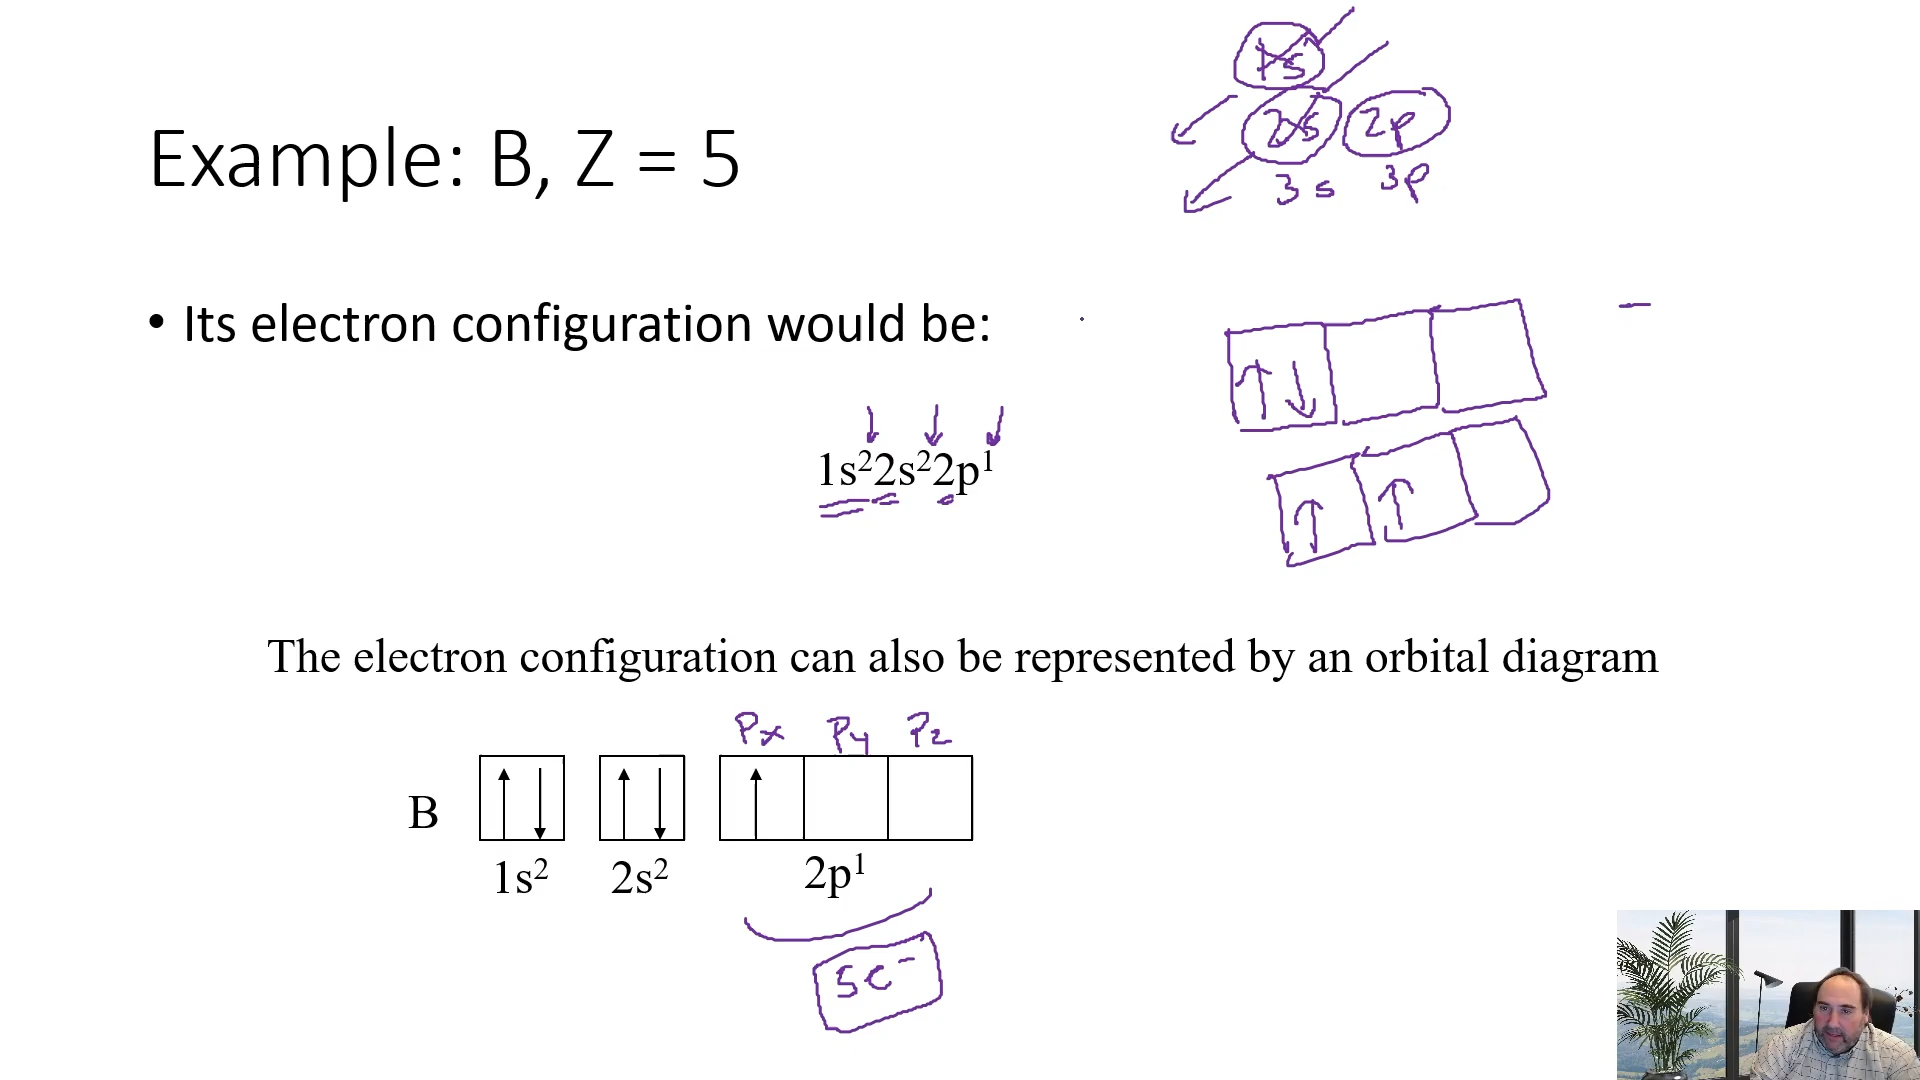 1s
2s 2p
3s 3p
Example: B, Z = 5
• Its electron configuration would be:
1s²2s²2p¹
The electron configuration can also be represented by an orbital diagram
Px Py Pz
B
1s² 2s² 2p¹
5e⁻